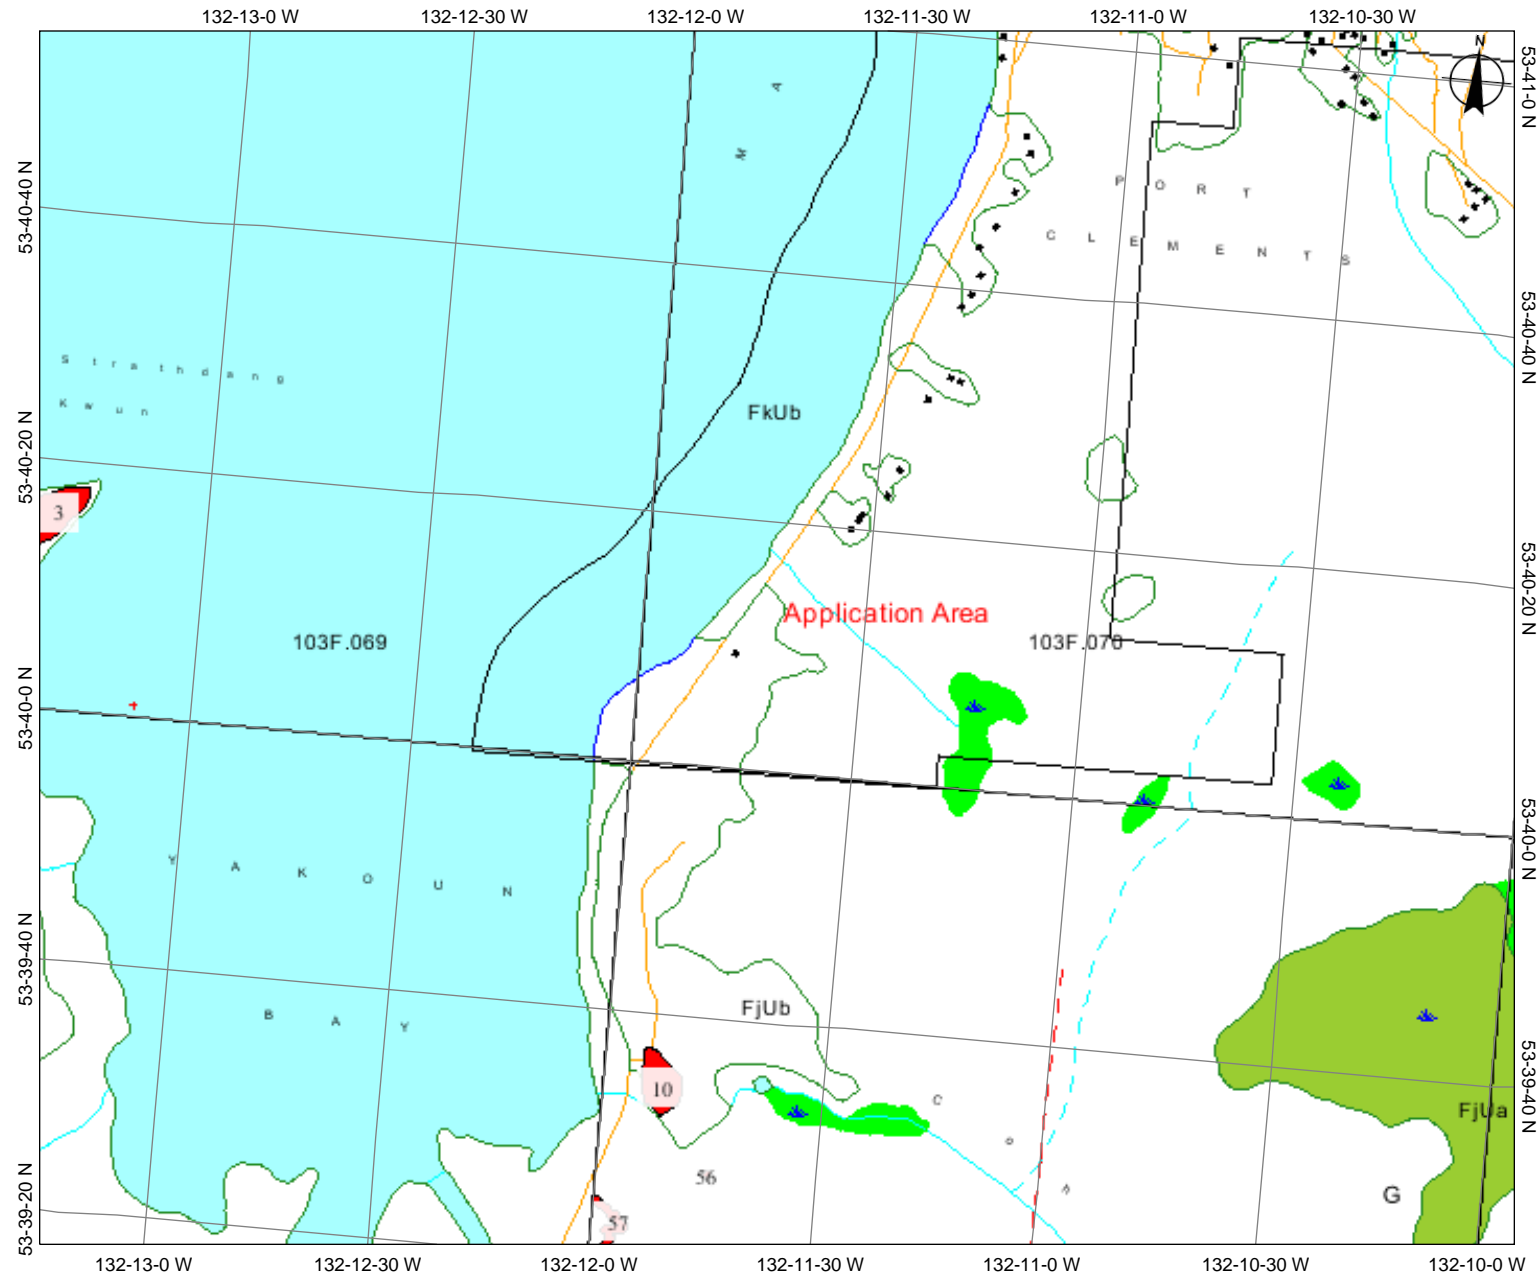 132-13-0 W 132-12-30 W 132-12-0 W 132-11-30 W 132-11-0 W 132-10-30 W
N
M A
53-41-0 N
53-40-40 N
P O R T
C L E M E N T S
53-40-40 N
S t r a t h d a n g
K w u n
FkUb
53-40-20 N
3
53-40-20 N
Application Area
103F.069
103F.070
53-40-0 N
53-40-0 N
Y A K O U N
53-39-40 N
B A Y
FjUb
53-39-40 N
10
C o w
FjUa
56
G
53-39-20 N
57
132-13-0 W 132-12-30 W 132-12-0 W 132-11-30 W 132-11-0 W 132-10-30 W 132-10-0 W